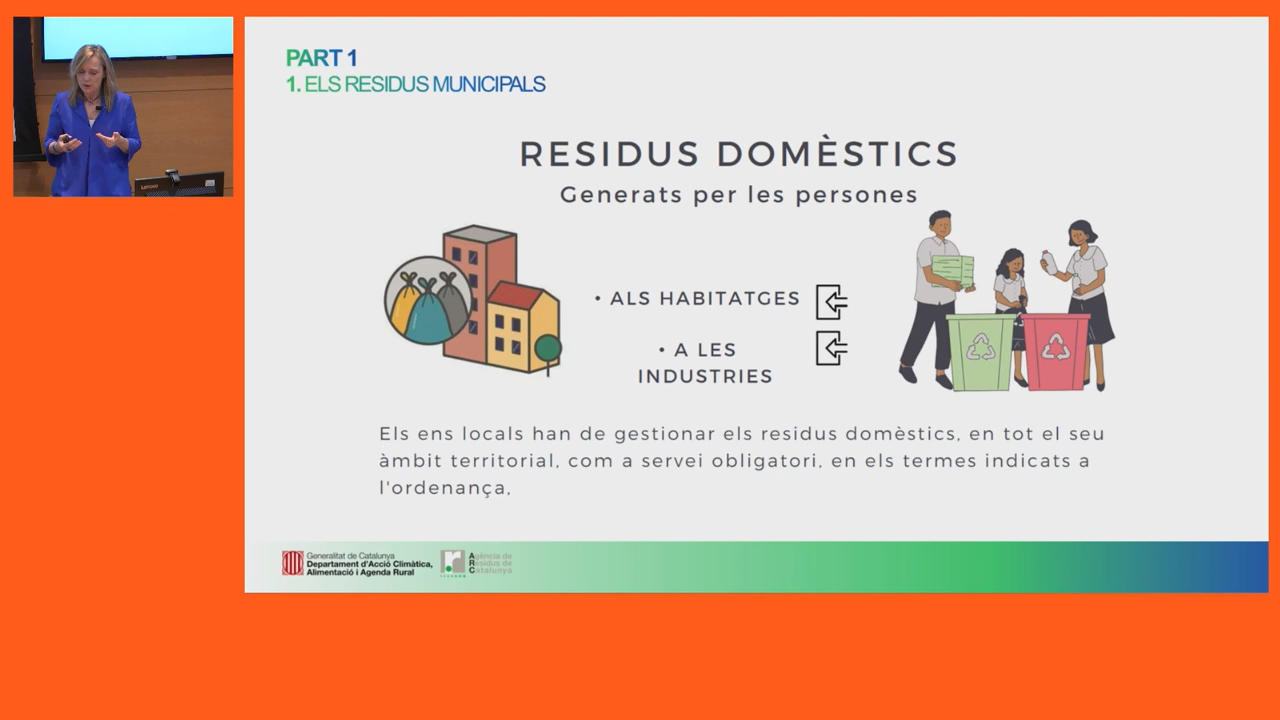 PART 1
1. ELS RESIDUS MUNICIPALS
RESIDUS DOMÈSTICS
Generats per les persones
• ALS HABITATGES
• A LES
INDUSTRIES
Els ens locals han de gestionar els residus domèstics, en tot el seu
àmbit territorial, com a servei obligatori, en els termes indicats a
l'ordenança,
Generalitat de Catalunya
Departament d'Acció Climàtica,
Alimentació i Agenda Rural
Agència de
Residus de
Catalunya
Lenovo